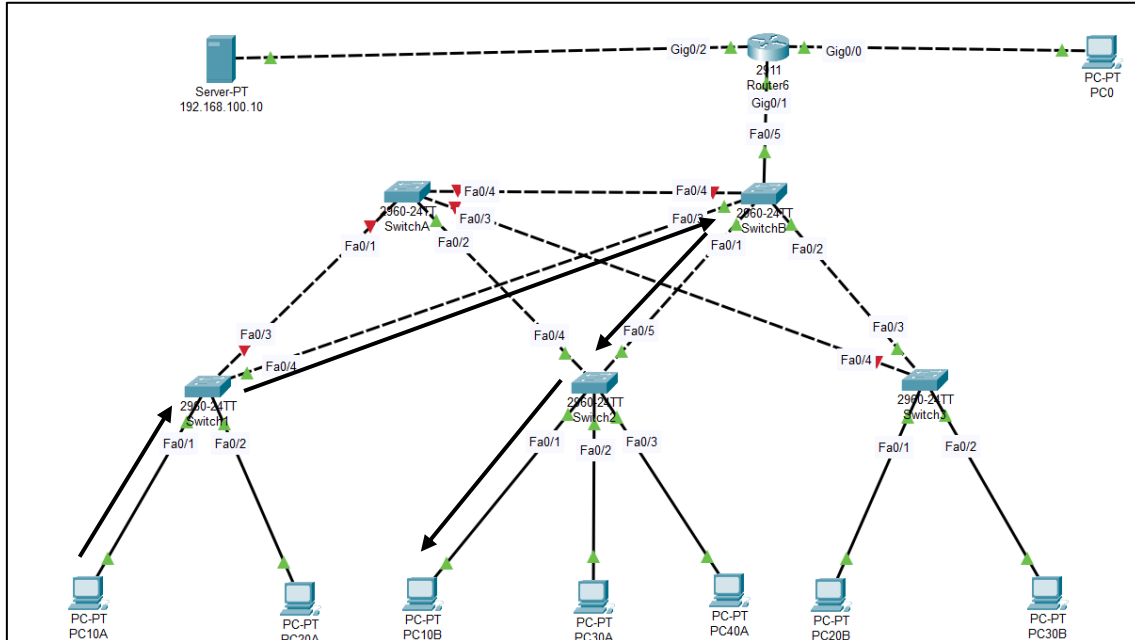 Gig0/2
Gig0/0
2911
Router6
Server-PT
192.168.100.10
PC-PT
PC0
Gig0/1
Fa0/5
2960-24TT
SwitchA
Fa0/4
Fa0/4
2960-24TT
SwitchB
Fa0/3
Fa0/3
Fa0/1
Fa0/2
Fa0/1
Fa0/2
Fa0/3
Fa0/4
Fa0/4
Fa0/5
Fa0/3
Fa0/4
2960-24TT
Switch1
2960-24TT
Switch2
2960-24TT
Fa0/1
Fa0/2
Fa0/1
Fa0/2
Fa0/3
Fa0/1
Fa0/2
PC-PT
PC10A
PC-PT
PC20A
PC-PT
PC10B
PC-PT
PC30A
PC-PT
PC40A
PC-PT
PC20B
PC-PT
PC30B